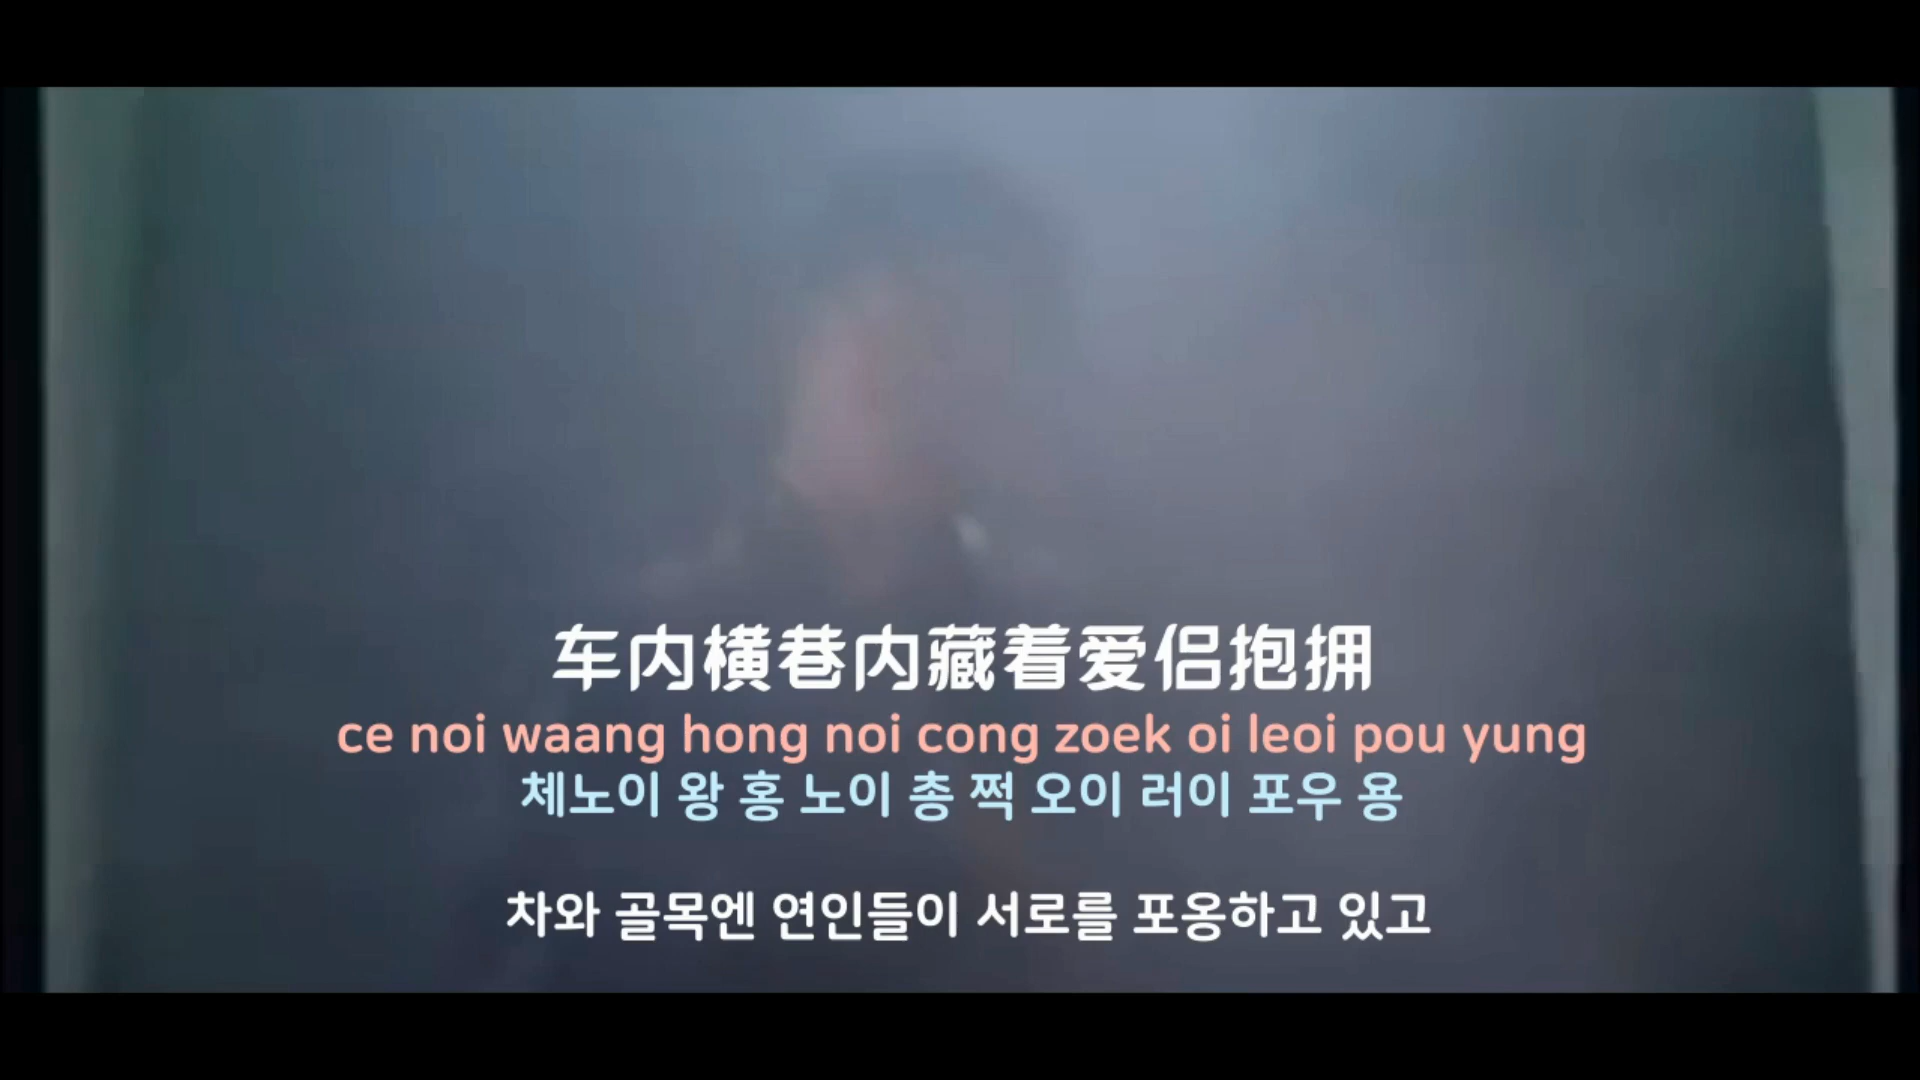 车内横巷内藏着爱侣抱拥
ce noi waang hong noi cong zoek oi leoi pou yung
체노이 왕 홍 노이 총 쩍 오이 러이 포우 용
차와 골목엔 연인들이 서로를 포옹하고 있고